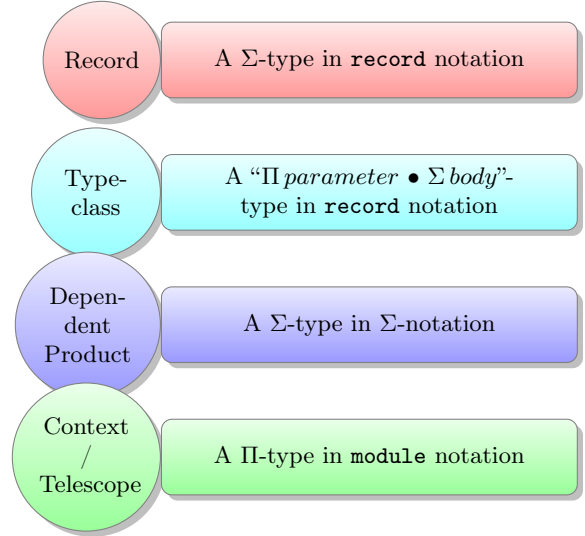 Record
A Σ-type in record notation
Type-
class
A “Π parameter • Σ body”-
type in record notation
Depen-
dent
Product
A Σ-type in Σ-notation
Context
/
Telescope
A Π-type in module notation